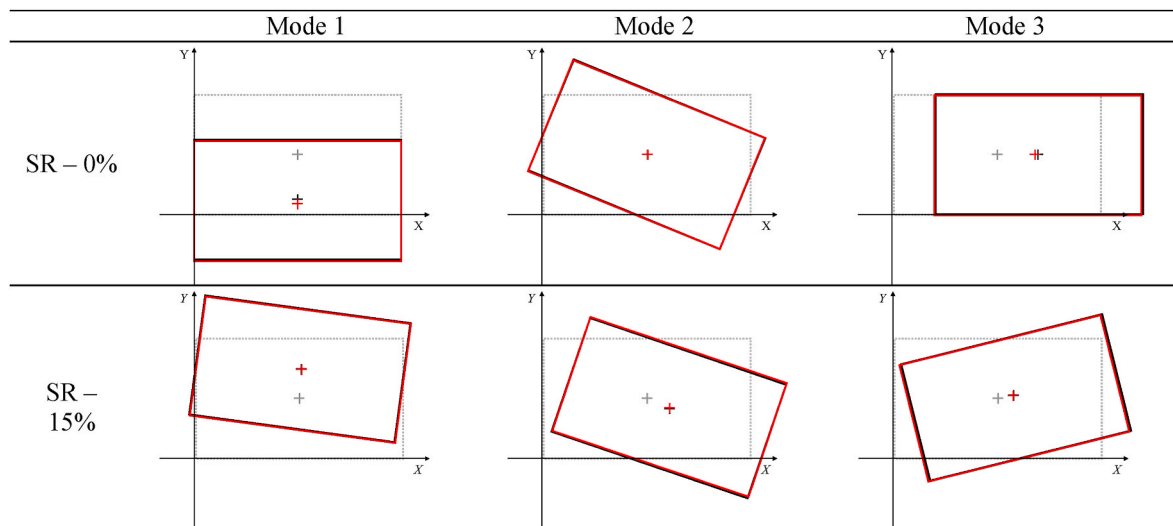 Mode 1 Mode 2 Mode 3
Y Y Y
SR – 0%
X X X
Y Y Y
SR –
15%
X X X